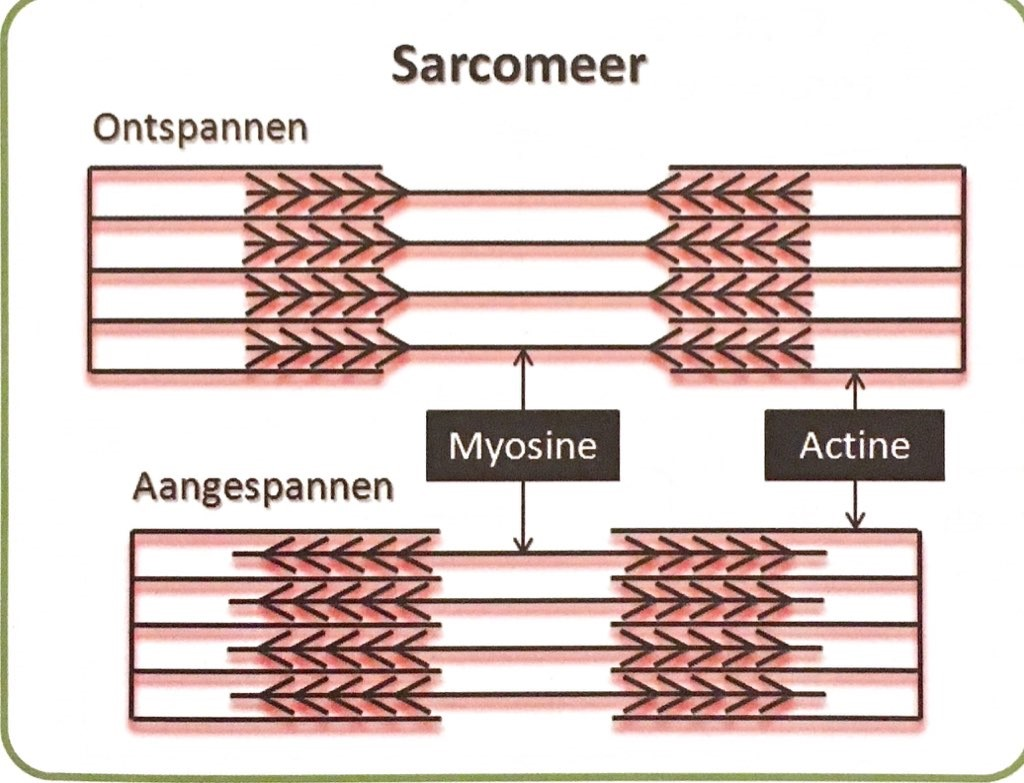 Sarcomeer
Ontspannen
Myosine
Actine
Aangespannen